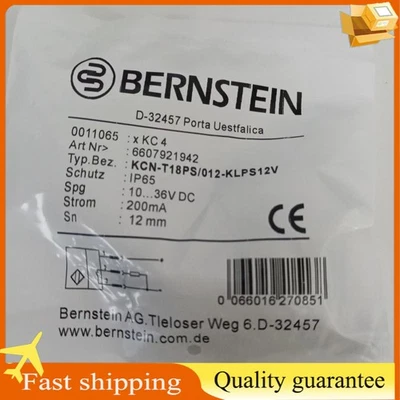 BERNSTEIN
D-32457 Porta Uestfalica
0011065 : x KC 4
Art Nr> : 6607921942
Typ.Bez. : KCN-T18PS/012-KLPS12V
Schutz : IP65
Spg : 10...36V DC
Strom : 200mA
Sn : 12 mm
CE
0 066016 270851
Bernstein AG.Tleloser Weg 6.D-32457
www.bernstein.com.de
Fast shipping
Quality guarantee